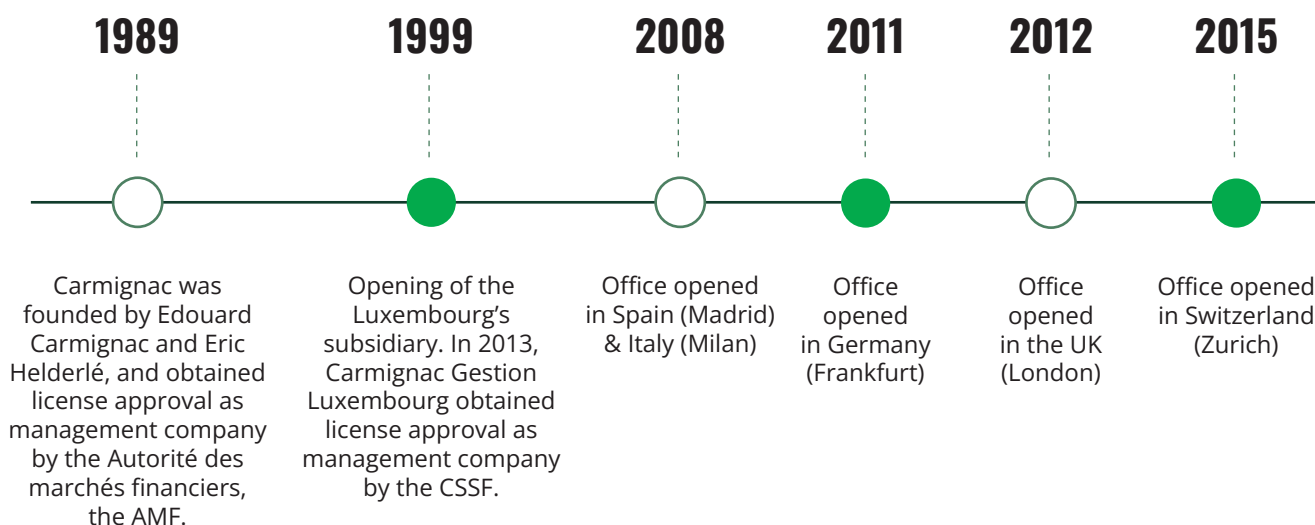 1989
Carmignac was
founded by Edouard
Carmignac and Eric
Helderlé, and obtained
license approval as
management company
by the Autorité des
marchés financiers,
the AMF.
1999
Opening of the
Luxembourg’s
subsidiary. In 2013,
Carmignac Gestion
Luxembourg obtained
license approval as
management company
by the CSSF.
2008
Office opened
in Spain (Madrid)
& Italy (Milan)
2011
Office
opened
in Germany
(Frankfurt)
2012
Office
opened
in the UK
(London)
2015
Office opened
in Switzerland
(Zurich)